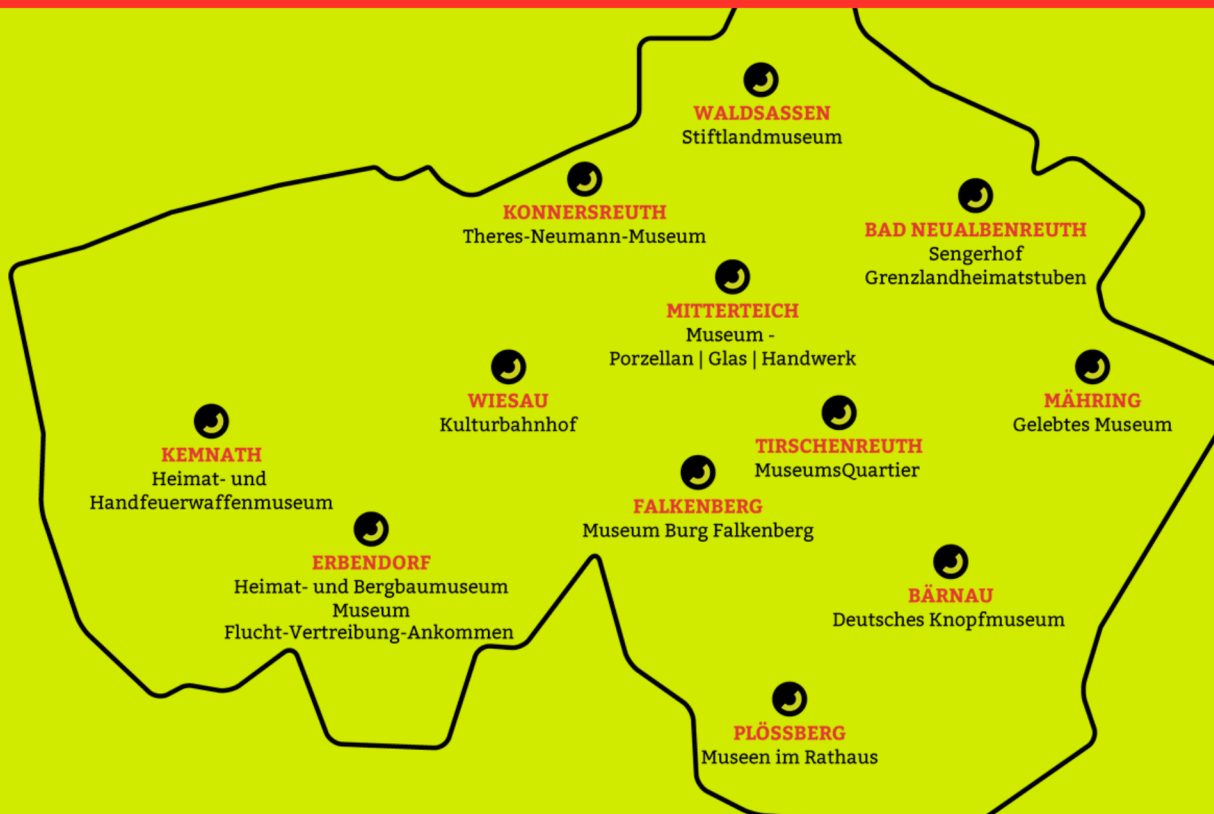 WALDSASSEN
Stiftlandmuseum
KONNERSREUTH
Theres-Neumann-Museum
BAD NEUALBENREUTH
Sengerhof
Grenzlandheimatstuben
MITTERTEICH
Museum -
Porzellan | Glas | Handwerk
WIESAU
Kulturbahnhof
MÄHRING
Gelebtes Museum
KEMNATH
Heimat- und
Handfeuerwaffenmuseum
TIRSCHENREUTH
MuseumsQuartier
FALKENBERG
Museum Burg Falkenberg
ERBENDORF
Heimat- und Bergbaumuseum
Museum
Flucht-Vertreibung-Ankommen
BÄRNAU
Deutsches Knopfmuseum
PLÖSSBERG
Museen im Rathaus